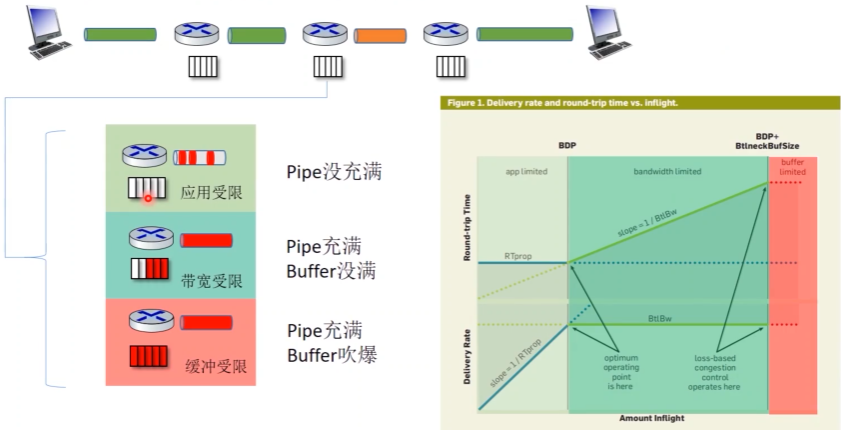 应用受限
Pipe没充满
带宽受限
Pipe充满
Buffer没满
缓冲受限
Pipe充满
Buffer吹爆
Figure 1. Delivery rate and round-trip time vs. inflight.
BDP
BDP+
BtlneckBufSize
app limited
bandwidth limited
buffer
limited
Round-trip Time
RTprop
slope = 1 / BtlBw
Delivery Rate
slope = 1 / RTprop
BtlBw
optimum
operating
point
is here
loss-based
congestion
control
operates here
Amount Inflight